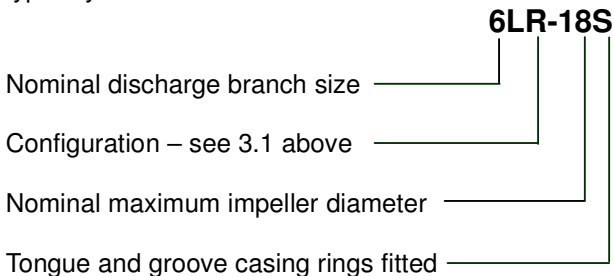 6LR-18S
Nominal discharge branch size
Configuration – see 3.1 above
Nominal maximum impeller diameter
Tongue and groove casing rings fitted